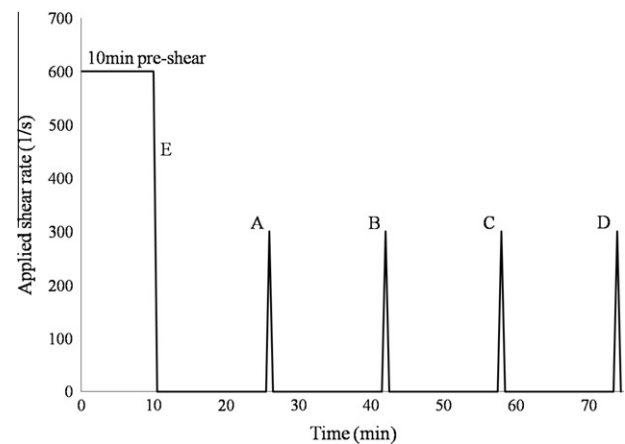 700
10min pre-shear
600
500
E
400
300
A
B
C
D
200
100
0
0 10 20 30 40 50 60 70
Applied shear rate (1/s)
Time (min)